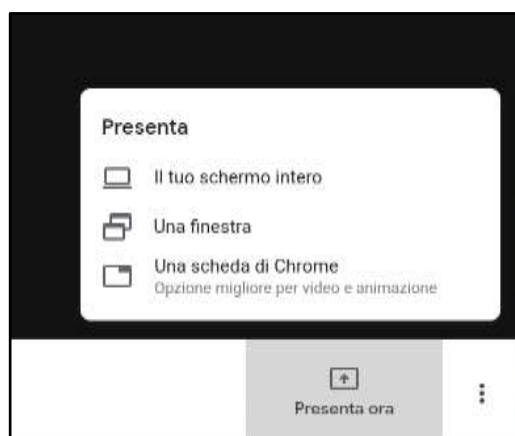 Presenta
Il tuo schermo intero
Una finestra
Una scheda di Chrome
Opzione migliore per video e animazione
Presenta ora